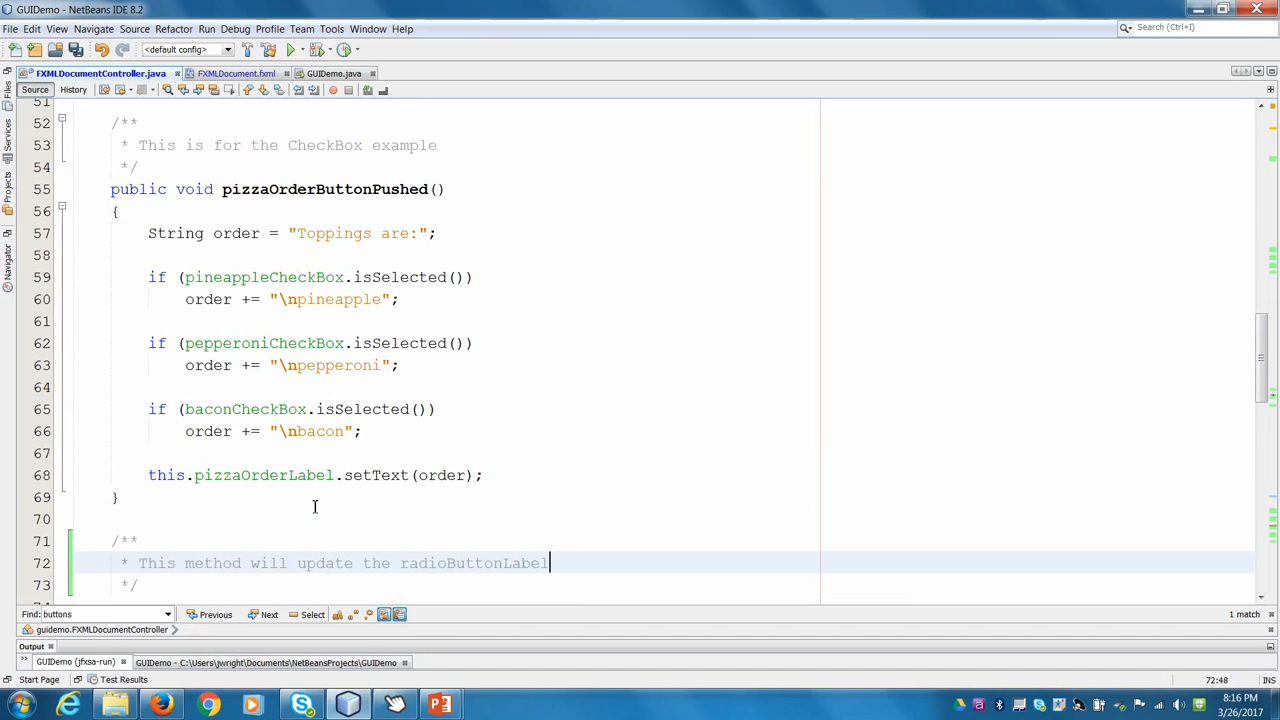 GUIDemo - NetBeans IDE 8.2
File Edit View Navigate Source Refactor Run Debug Profile Team Tools Window Help
Search (Ctrl+I)
<default config>
FXMLDocumentController.java FXMLDocument.fxml GUIDemo.java
Source History
Files
Services
Projects
Navigator
51
52 /**
53 * This is for the CheckBox example
54 */
55 public void pizzaOrderButtonPushed()
56 {
57 String order = "Toppings are:";
58
59 if (pineappleCheckBox.isSelected())
60 order += "\npineapple";
61
62 if (pepperoniCheckBox.isSelected())
63 order += "\npepperoni";
64
65 if (baconCheckBox.isSelected())
66 order += "\nbacon";
67
68 this.pizzaOrderLabel.setText(order);
69 }
70
71 /**
72 * This method will update the radioButtonLabel
73 */
74
Find: buttons Previous Next Select 1 match
guidemo.FXMLDocumentController
Output
GUIDemo (jfxsa-run) GUIDemo - C:\Users\jwright\Documents\NetBeansProjects\GUIDemo
Start Page Test Results 72:48 INS
8:16 PM
3/26/2017